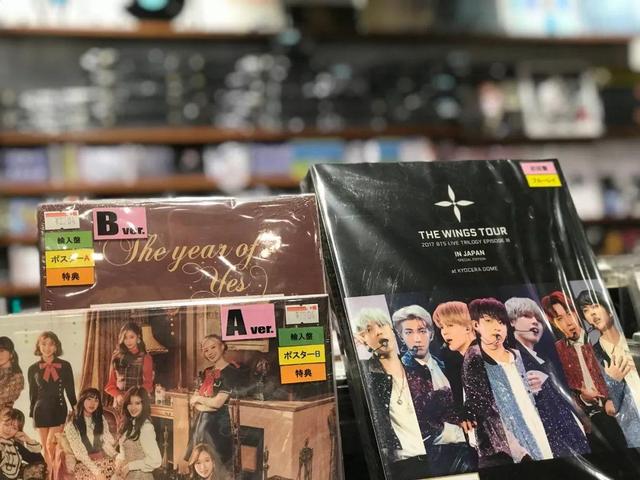 B ver.
輸入盤
ポスターA
特典
The year of
Yes
A ver.
輸入盤
ポスターB
特典
初回盤
ブルーレイ
THE WINGS TOUR
2017 BTS LIVE TRILOGY EPISODE III
IN JAPAN
SPECIAL EDITION
at KYOCERA DOME